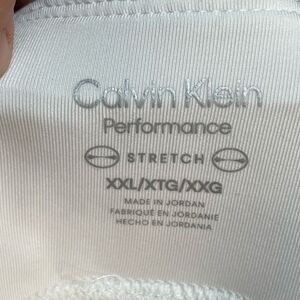 Calvin Klein
Performance
STRETCH
XXL/XTG/XXG
MADE IN JORDAN
FABRIQUÉ EN JORDANIE
HECHO EN JORDANIA